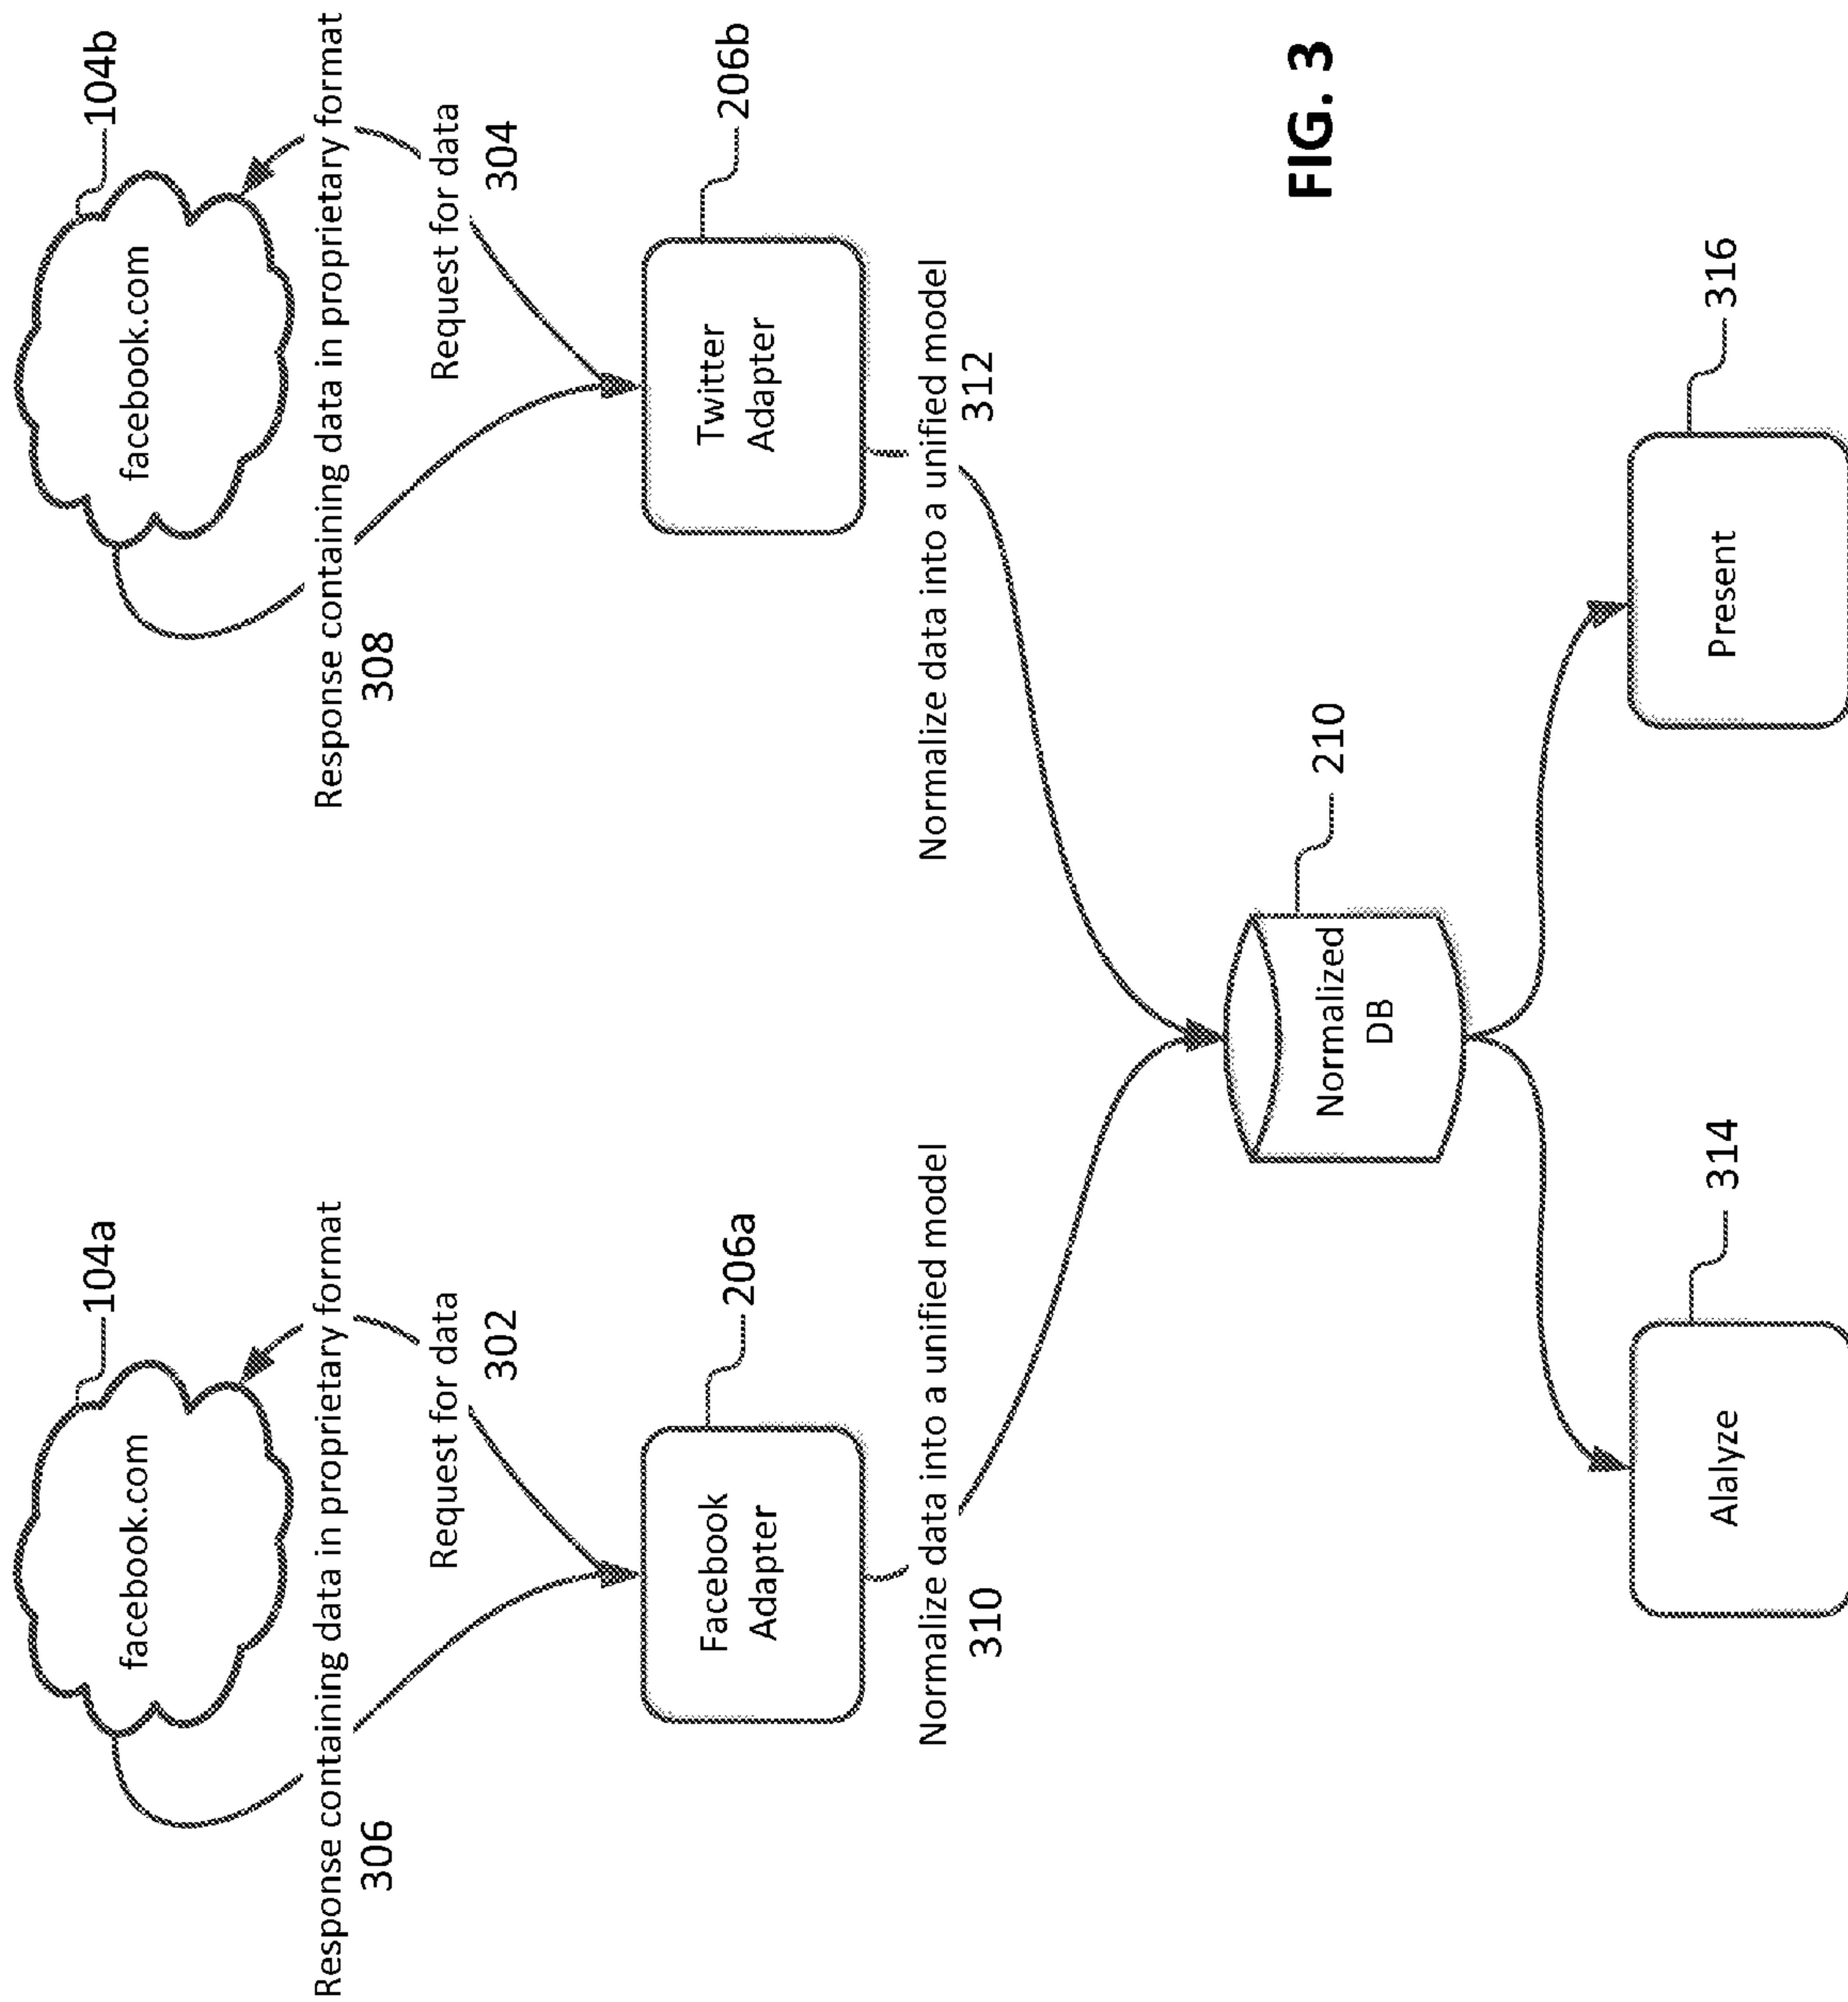 104a
facebook.com
Response containing data in proprietary format
306
Request for data
302
206a
Facebook
Adapter
Normalize data into a unified model
310
104b
facebook.com
Response containing data in proprietary format
308
Request for data
304
206b
Twitter
Adapter
Normalize data into a unified model
312
210
Normalized
DB
314
Alalyze
316
Present
FIG. 3